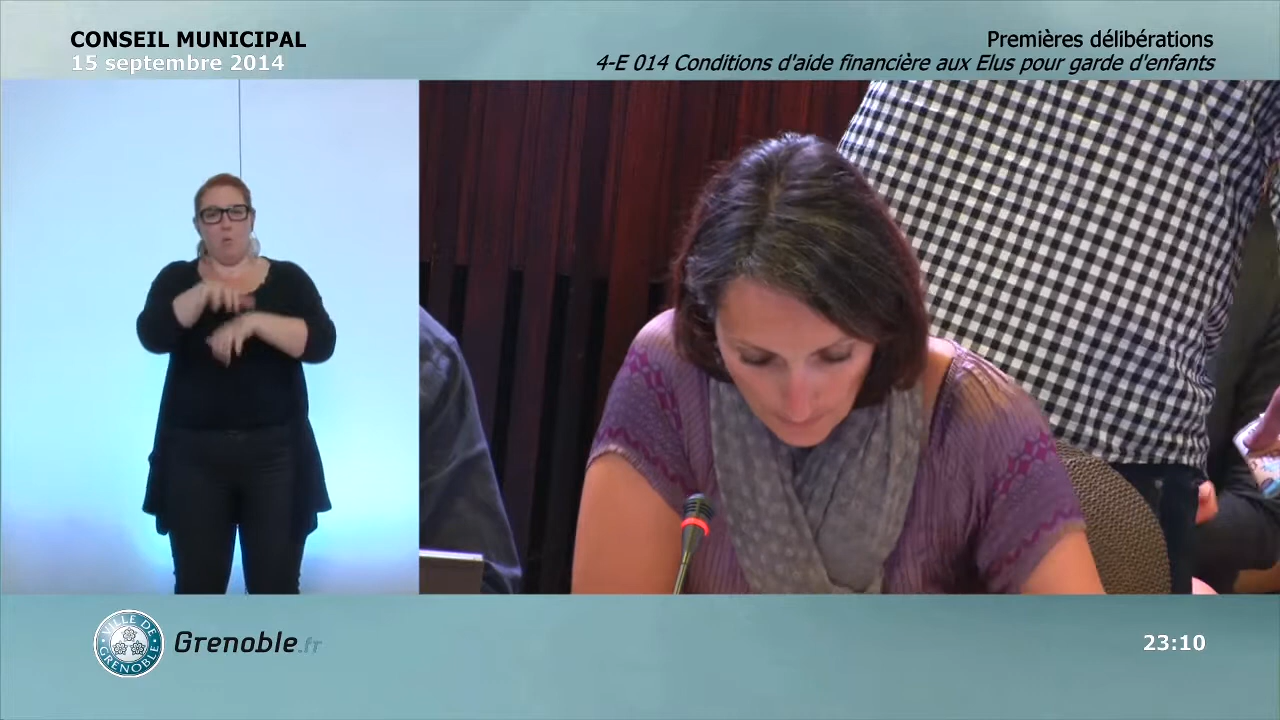 CONSEIL MUNICIPAL
15 septembre 2014
Premières délibérations
4-E 014 Conditions d'aide financière aux Elus pour garde d'enfants
VILLE DE GRENOBLE
Grenoble.fr
23:10